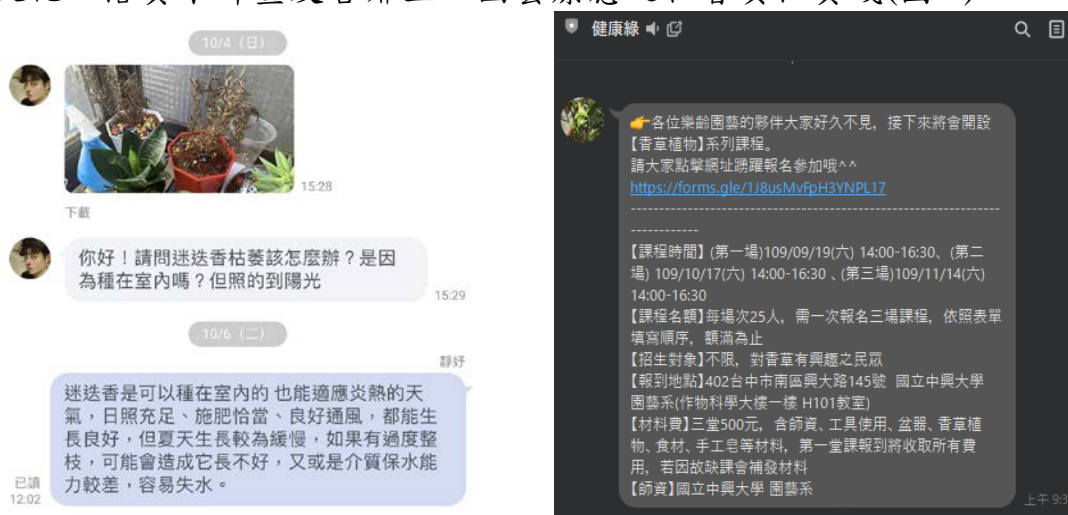 10/4（日）
15:28
下載
你好！請問迷迭香枯萎該怎麼辦？是因
為種在室內嗎？但照的到陽光
15:29
10/6（二）
靜妤
迷迭香是可以種在室內的 也能適應炎熱的天
氣，日照充足、施肥恰當、良好通風，都能生
長良好，但夏天生長較為緩慢，如果有過度整
枝，可能會造成它長不好，又或是介質保水能
力較差，容易失水。
已讀
12:02
健康綠
👉各位樂齡園藝的夥伴大家好久不見，接下來將會開設
【香草植物】系列課程。
請大家點擊網址踴躍報名參加哦^^
https://forms.gle/1J8usMvFpH3YNPL17
------------------------------------------------------------------
------------
【課程時間】(第一場)109/09/19(六) 14:00-16:30、(第二
場) 109/10/17(六) 14:00-16:30 、(第三場)109/11/14(六)
14:00-16:30
【課程名額】每場次25人，需一次報名三場課程，依照表單
填寫順序，額滿為止
【招生對象】不限，對香草有興趣之民眾
【報到地點】402台中市南區興大路145號 國立中興大學
園藝系(作物科學大樓一樓 H101教室)
【材料費】三堂500元，含師資、工具使用、盆器、香草植
物、食材、手工皂等材料，第一堂課報到將收取所有費
用，若因故缺課會補發材料
【師資】國立中興大學 園藝系
上午 9:3